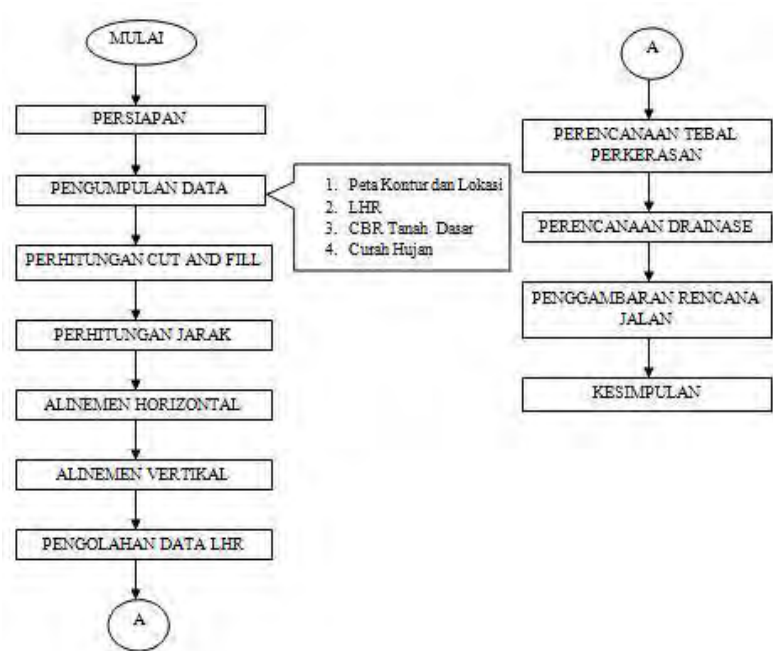 MULAI
PERSIAPAN
PENGUMPULAN DATA
1. Peta Kontur dan Lokasi
2. LHR
3. CBR Tanah Dasar
4. Curah Hujan
PERHITUNGAN CUT AND FILL
PERHITUNGAN JARAK
ALINEMEN HORIZONTAL
ALINEMEN VERTIKAL
PENGOLAHAN DATA LHR
A
A
PERENCANAAN TEBAL
PERKERASAN
PERENCANAAN DRAINASE
PENGGAMBARAN RENCANA
JALAN
KESIMPULAN